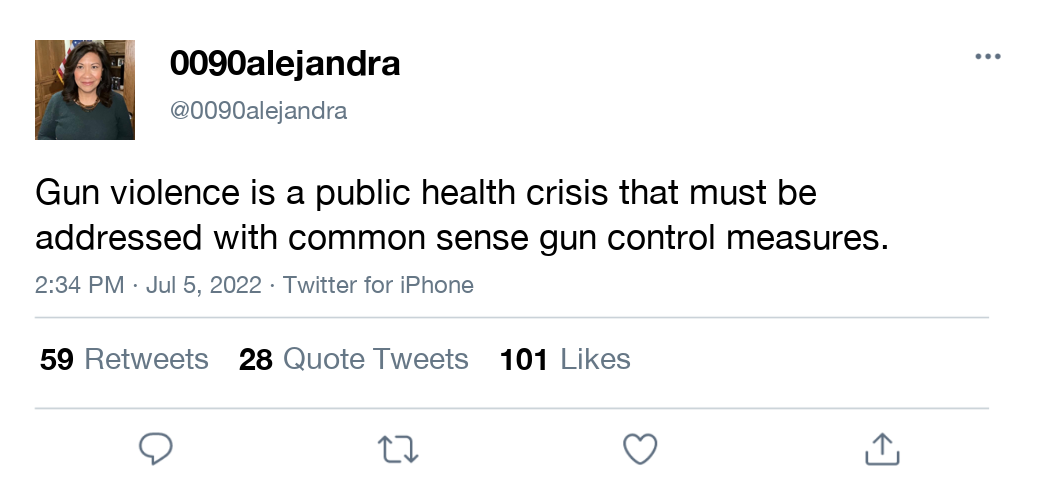 0090alejandra
@0090alejandra
Gun violence is a public health crisis that must be
addressed with common sense gun control measures.
2:34 PM · Jul 5, 2022 · Twitter for iPhone
59 Retweets 28 Quote Tweets 101 Likes